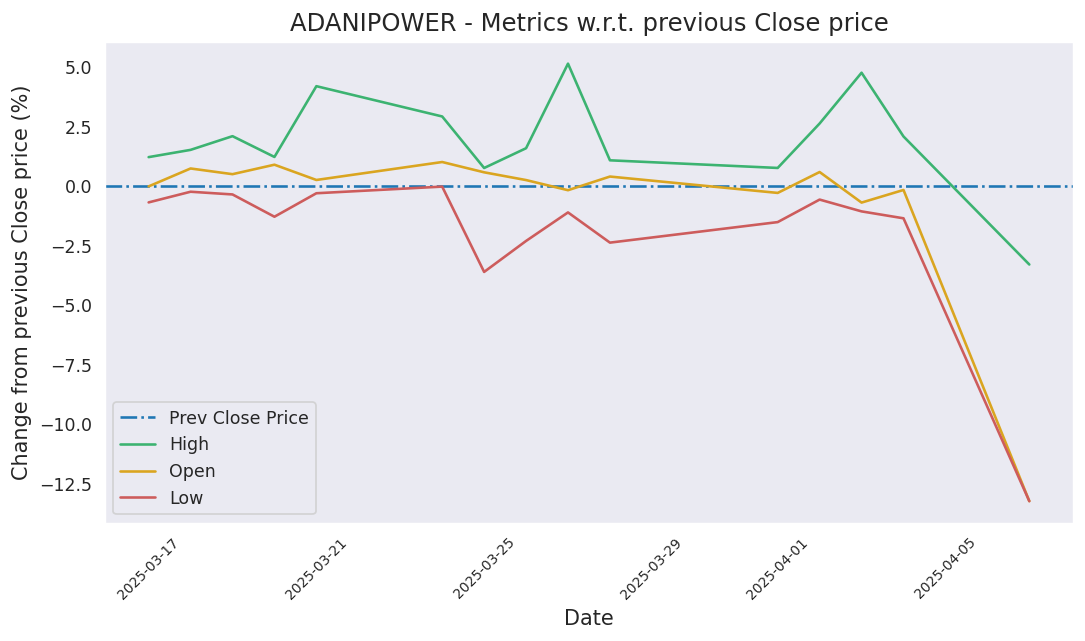 ADANIPOWER - Metrics w.r.t. previous Close price
Change from previous Close price (%)
5.0
2.5
0.0
−2.5
−5.0
−7.5
−10.0
−12.5
Prev Close Price
High
Open
Low
2025-03-17
2025-03-21
2025-03-25
2025-03-29
2025-04-01
2025-04-05
Date